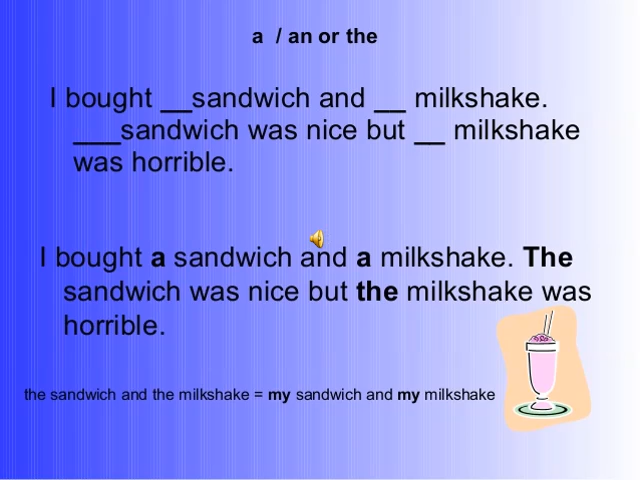 a / an or the
I bought __sandwich and __ milkshake.
___sandwich was nice but __ milkshake
was horrible.
I bought a sandwich and a milkshake. The
sandwich was nice but the milkshake was
horrible.
the sandwich and the milkshake = my sandwich and my milkshake